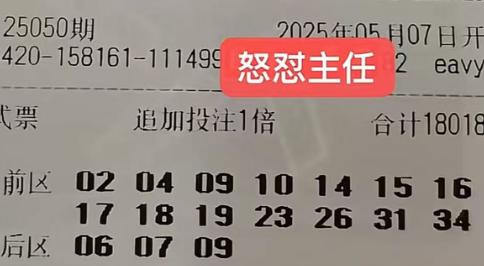 25050期 2025年05月07日开
420-158161-111499 82 eavy
怒怼主任
式票 追加投注1倍 合计18018
前区 02 04 09 10 14 15 16
17 18 19 23 26 31 34
后区 06 07 09